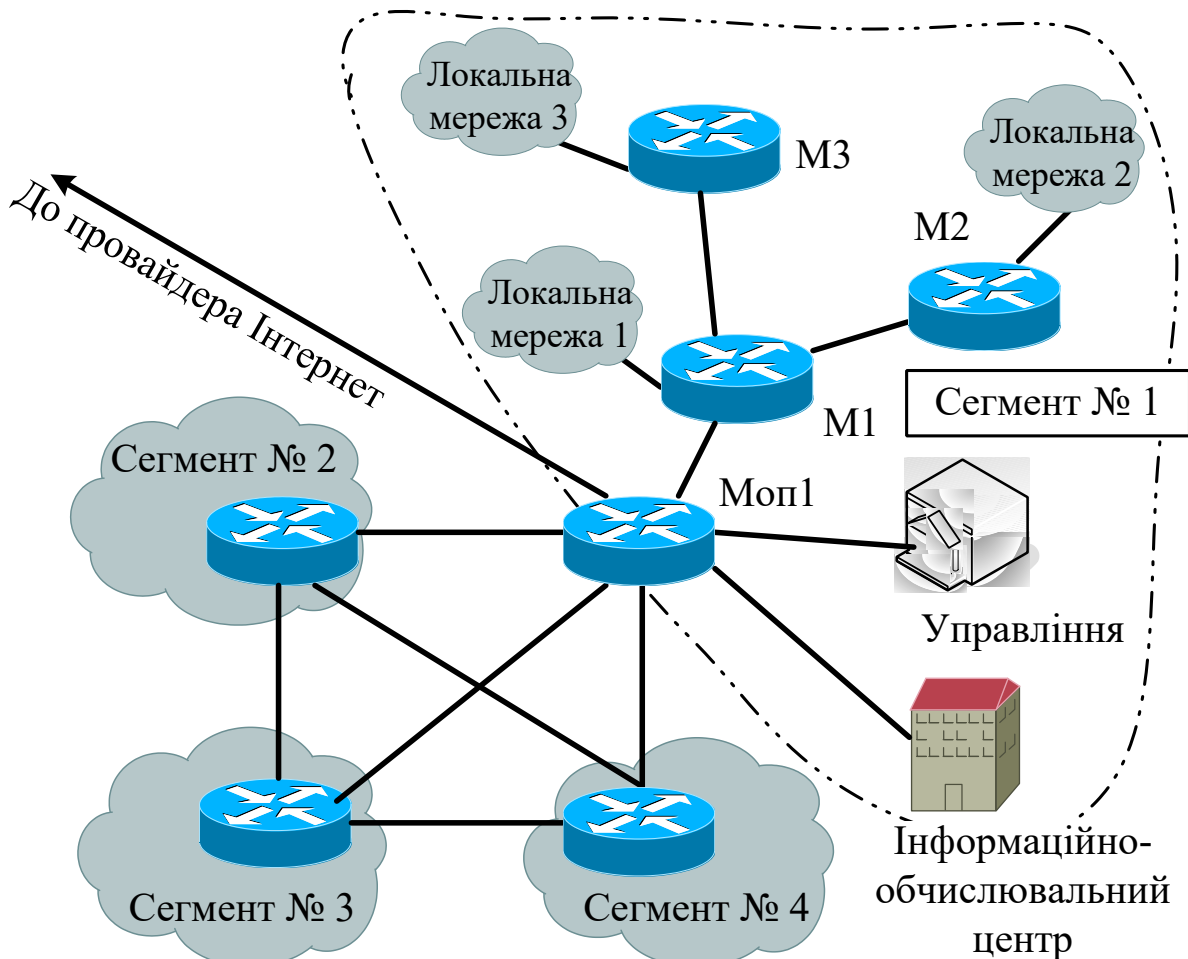 Локальна
мережа 3
М3
Локальна
мережа 2
М2
До провайдера Інтернет
Локальна
мережа 1
Сегмент № 1
М1
Сегмент № 2
Моп1
Управління
Інформаційно-
обчислювальний
центр
Сегмент № 3
Сегмент № 4